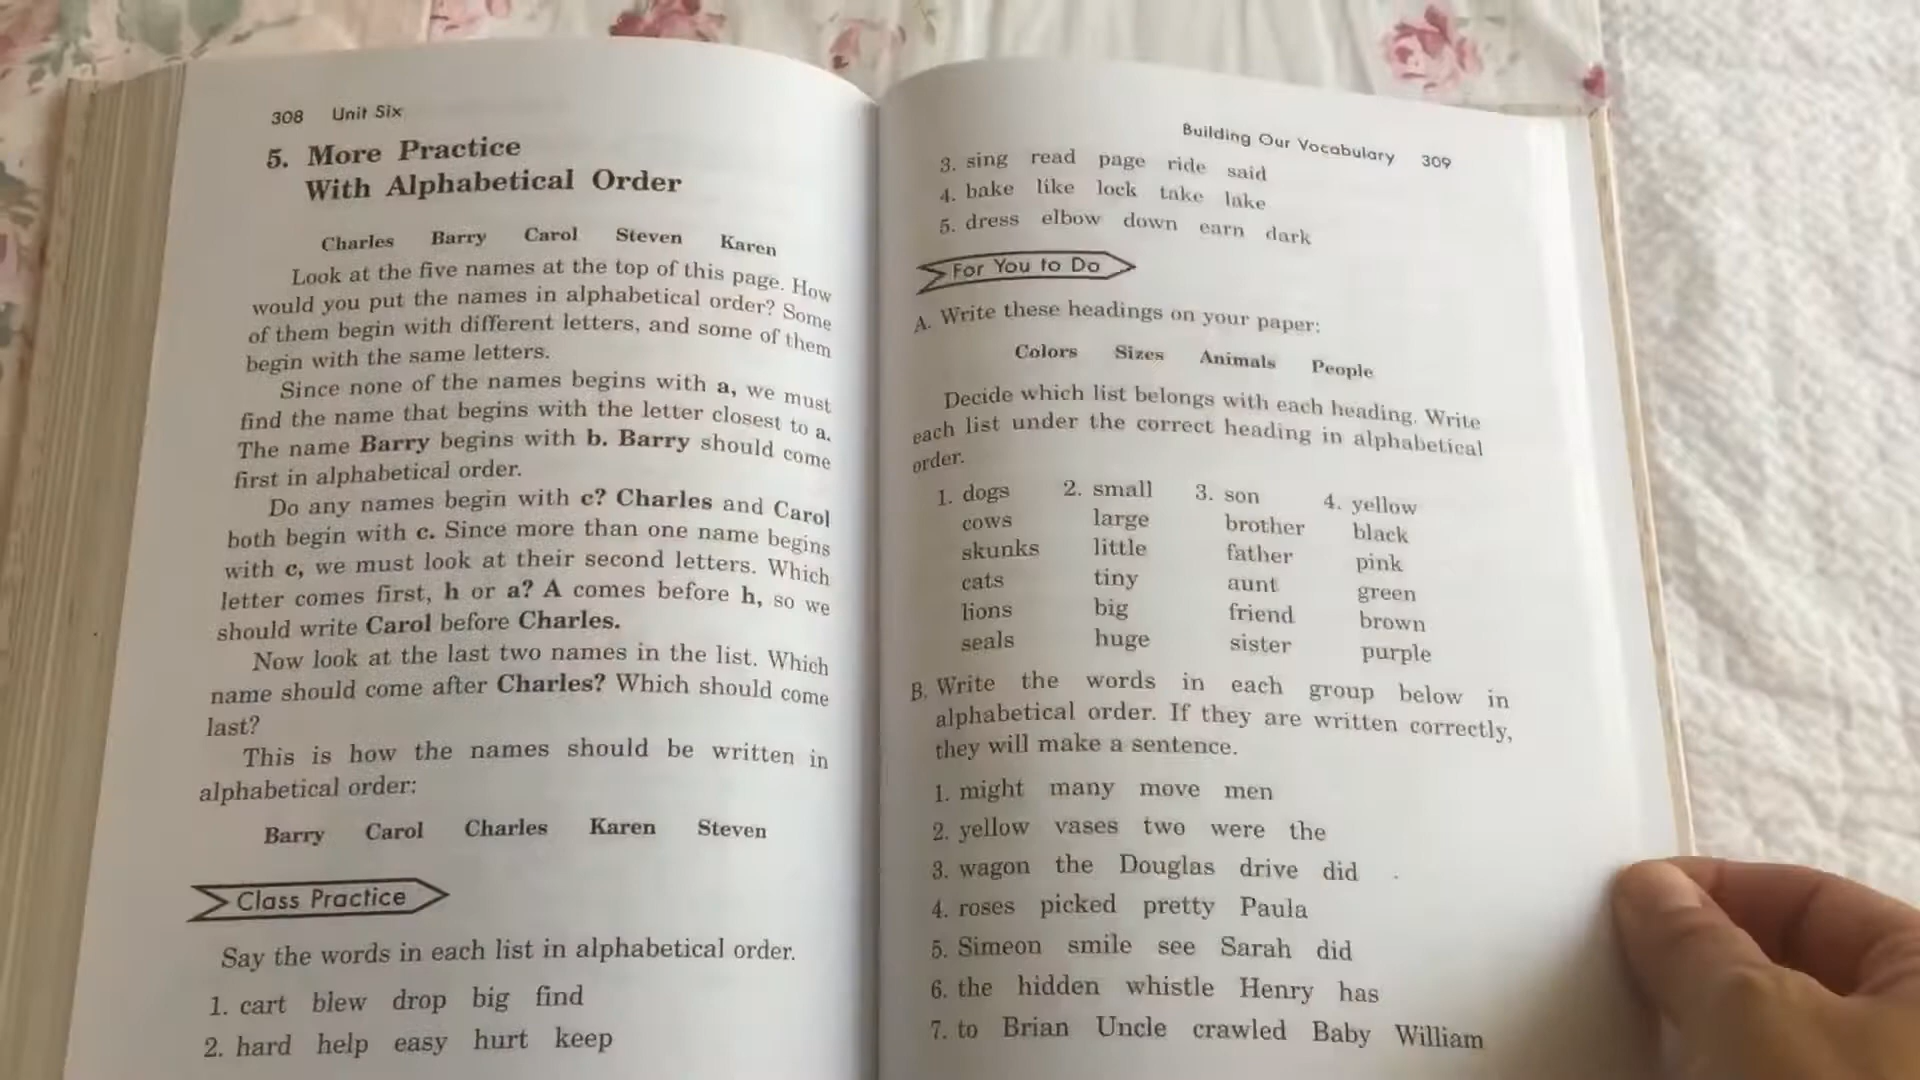 308 Unit Six
5. More Practice
With Alphabetical Order
Charles Barry Carol Steven Karen
Look at the five names at the top of this page. How
would you put the names in alphabetical order? Some
of them begin with different letters, and some of them
begin with the same letters.
Since none of the names begins with a, we must
find the name that begins with the letter closest to a.
The name Barry begins with b. Barry should come
first in alphabetical order.
Do any names begin with c? Charles and Carol
both begin with c. Since more than one name begins
with c, we must look at their second letters. Which
letter comes first, h or a? A comes before h, so we
should write Carol before Charles.
Now look at the last two names in the list. Which
name should come after Charles? Which should come
last?
This is how the names should be written in
alphabetical order:
Barry Carol Charles Karen Steven
Class Practice
Say the words in each list in alphabetical order.
1. cart blew drop big find
2. hard help easy hurt keep
Building Our Vocabulary 309
3. sing read page ride said
4. bake like lock take lake
5. dress elbow down earn dark
For You to Do
A. Write these headings on your paper:
Colors Sizes Animals People
Decide which list belongs with each heading. Write
each list under the correct heading in alphabetical
order.
1. dogs 2. small 3. son 4. yellow
cows large brother black
skunks little father pink
cats tiny aunt green
lions big friend brown
seals huge sister purple
B. Write the words in each group below in
alphabetical order. If they are written correctly,
they will make a sentence.
1. might many move men
2. yellow vases two were the
3. wagon the Douglas drive did
4. roses picked pretty Paula
5. Simeon smile see Sarah did
6. the hidden whistle Henry has
7. to Brian Uncle crawled Baby William